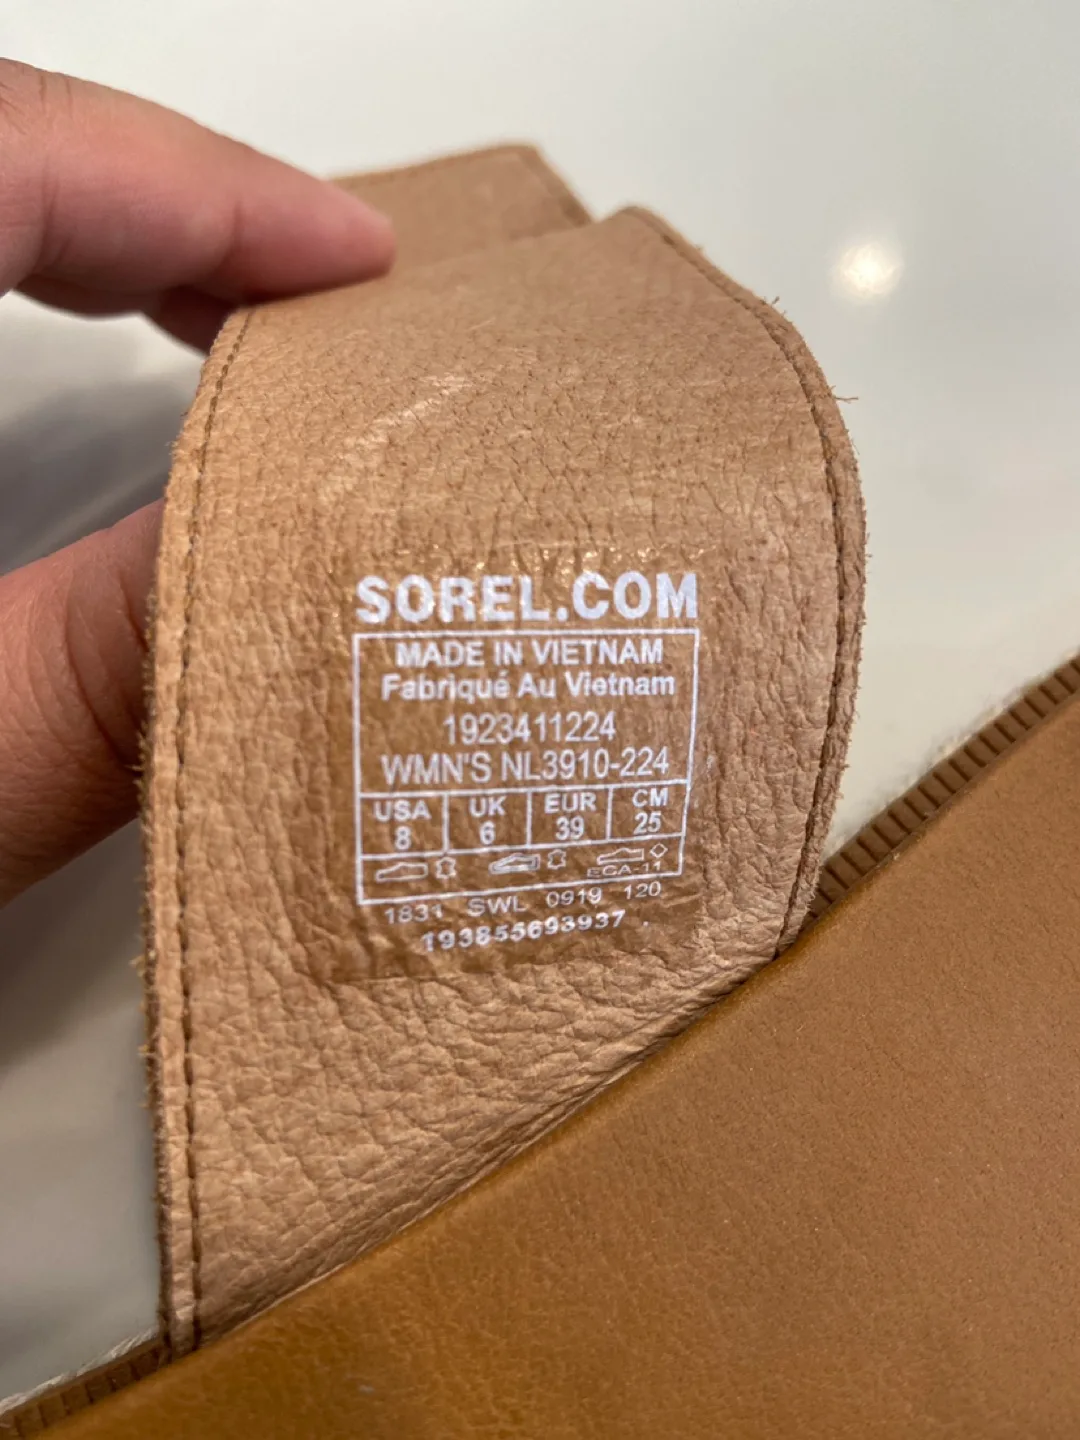 SOREL.COM
MADE IN VIETNAM
Fabriqué Au Vietnam
1923411224
WMN'S NL3910-224
USA UK EUR CM
8 6 39 25
ECA-11
1831 SWL 0919 120
193855693937